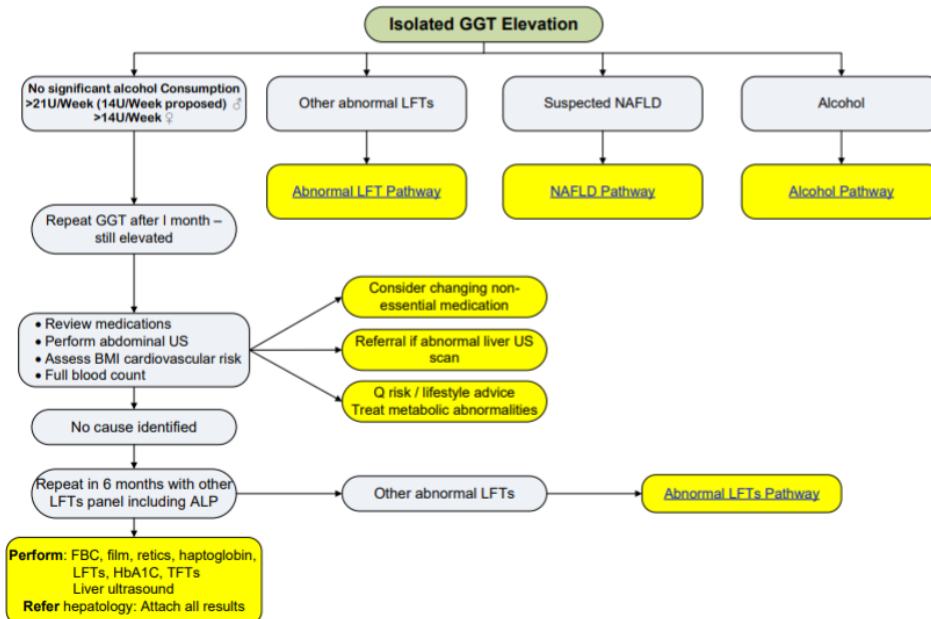 Isolated GGT Elevation
No significant alcohol Consumption
>21U/Week (14U/Week proposed) ♂
>14U/Week ♀
Other abnormal LFTs
Suspected NAFLD
Alcohol
Abnormal LFT Pathway
NAFLD Pathway
Alcohol Pathway
Repeat GGT after I month –
still elevated
• Review medications
• Perform abdominal US
• Assess BMI cardiovascular risk
• Full blood count
Consider changing non-
essential medication
Referral if abnormal liver US
scan
Q risk / lifestyle advice
Treat metabolic abnormalities
No cause identified
Repeat in 6 months with other
LFTs panel including ALP
Other abnormal LFTs
Abnormal LFTs Pathway
Perform: FBC, film, retics, haptoglobin,
LFTs, HbA1C, TFTs
Liver ultrasound
Refer hepatology: Attach all results